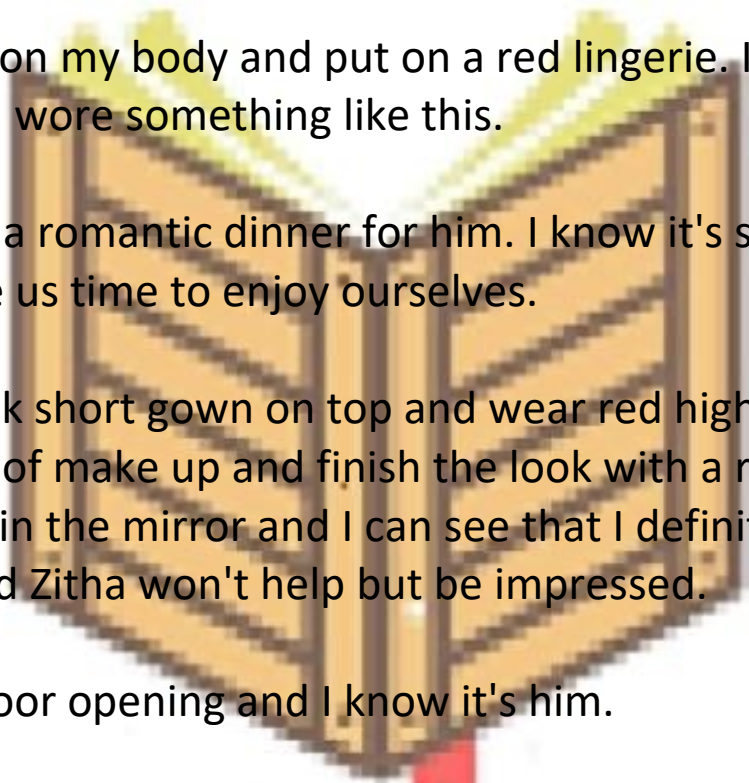 on my body and put on a red lingerie. I
wore something like this.
a romantic dinner for him. I know it's s
e us time to enjoy ourselves.
k short gown on top and wear red high
of make up and finish the look with a r
in the mirror and I can see that I definit
d Zitha won't help but be impressed.
oor opening and I know it's him.